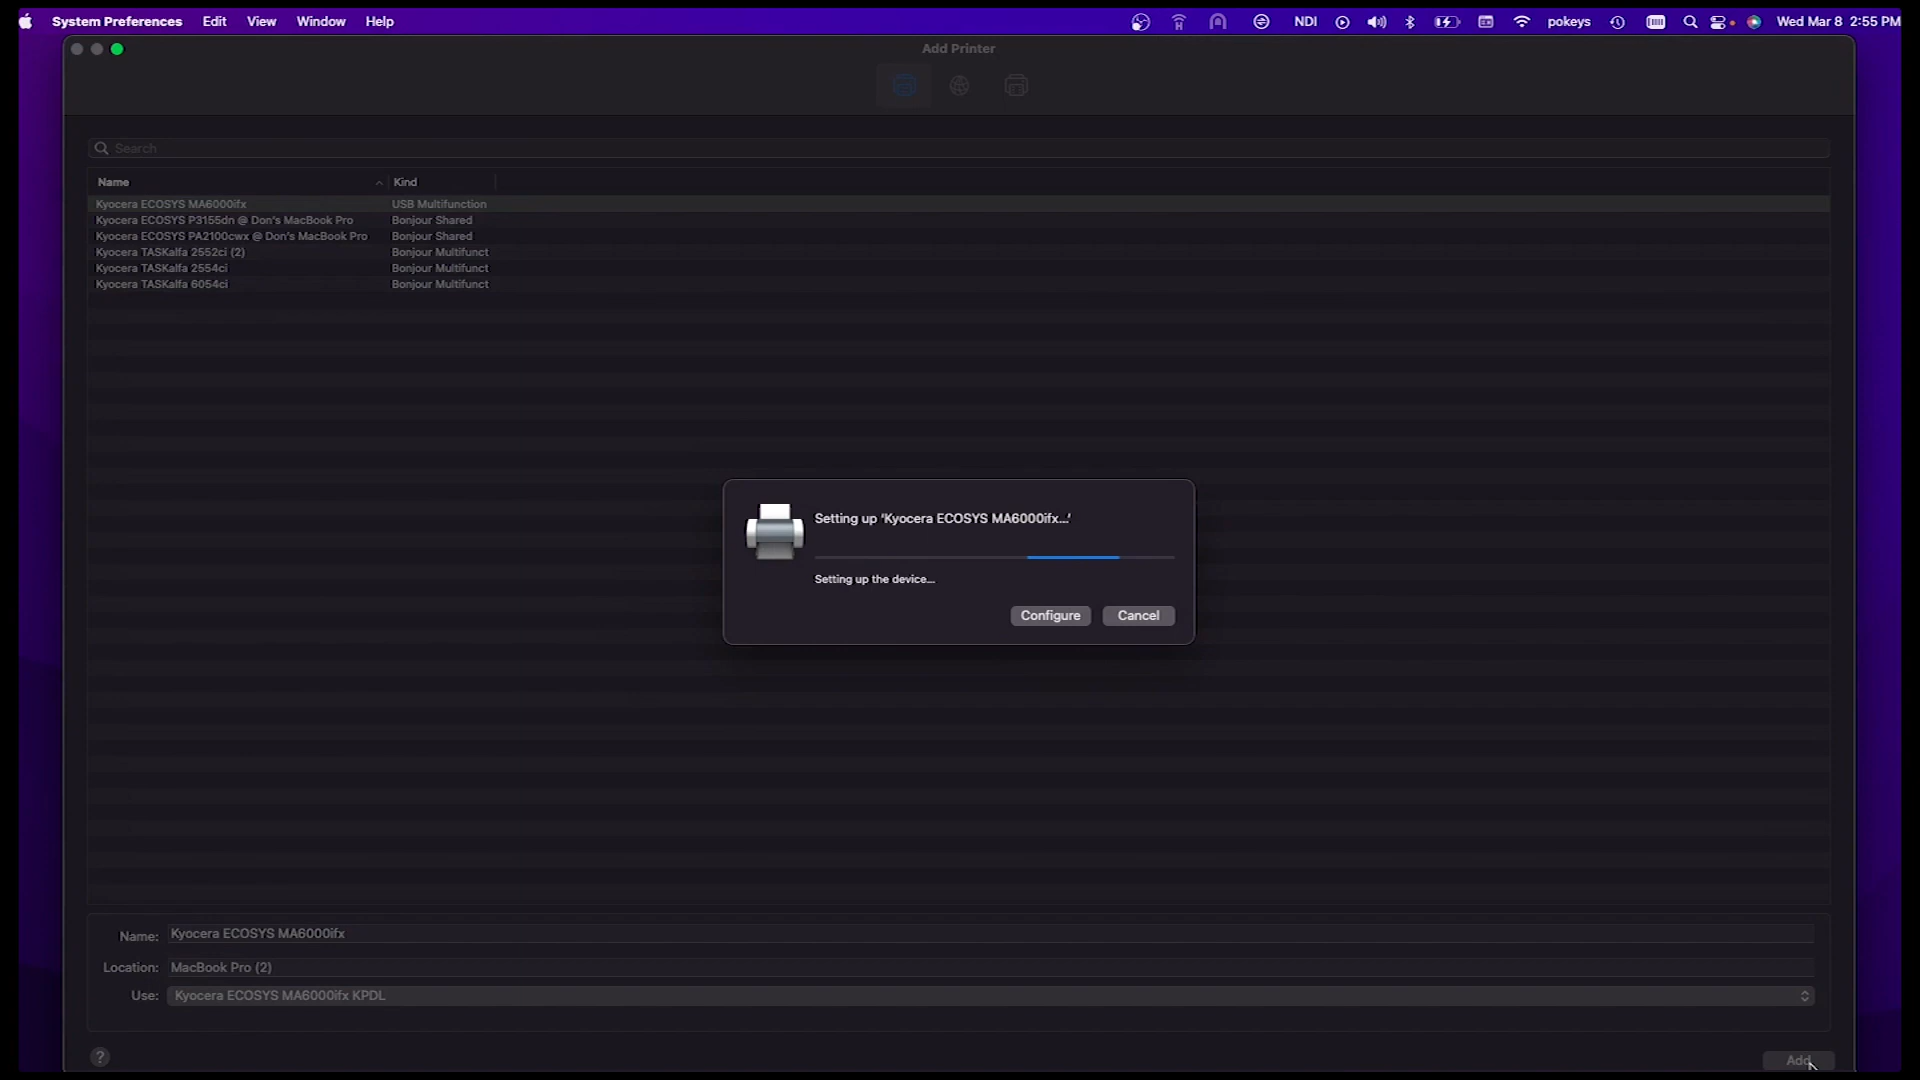 System Preferences Edit View Window Help NDI pokeys Wed Mar 8 2:55 PM
Add Printer
Search
Name Kind
Kyocera ECOSYS MA6000ifx USB Multifunction
Kyocera ECOSYS P3155dn @ Don's MacBook Pro Bonjour Shared
Kyocera ECOSYS PA2100cwx @ Don's MacBook Pro Bonjour Shared
Kyocera TASKalfa 2552ci (2) Bonjour Multifunct
Kyocera TASKalfa 2554ci Bonjour Multifunct
Kyocera TASKalfa 6054ci Bonjour Multifunct
Setting up ‘Kyocera ECOSYS MA6000ifx...’
Setting up the device...
Configure Cancel
Name: Kyocera ECOSYS MA6000ifx
Location: MacBook Pro (2)
Use: Kyocera ECOSYS MA6000ifx KPDL
? Add